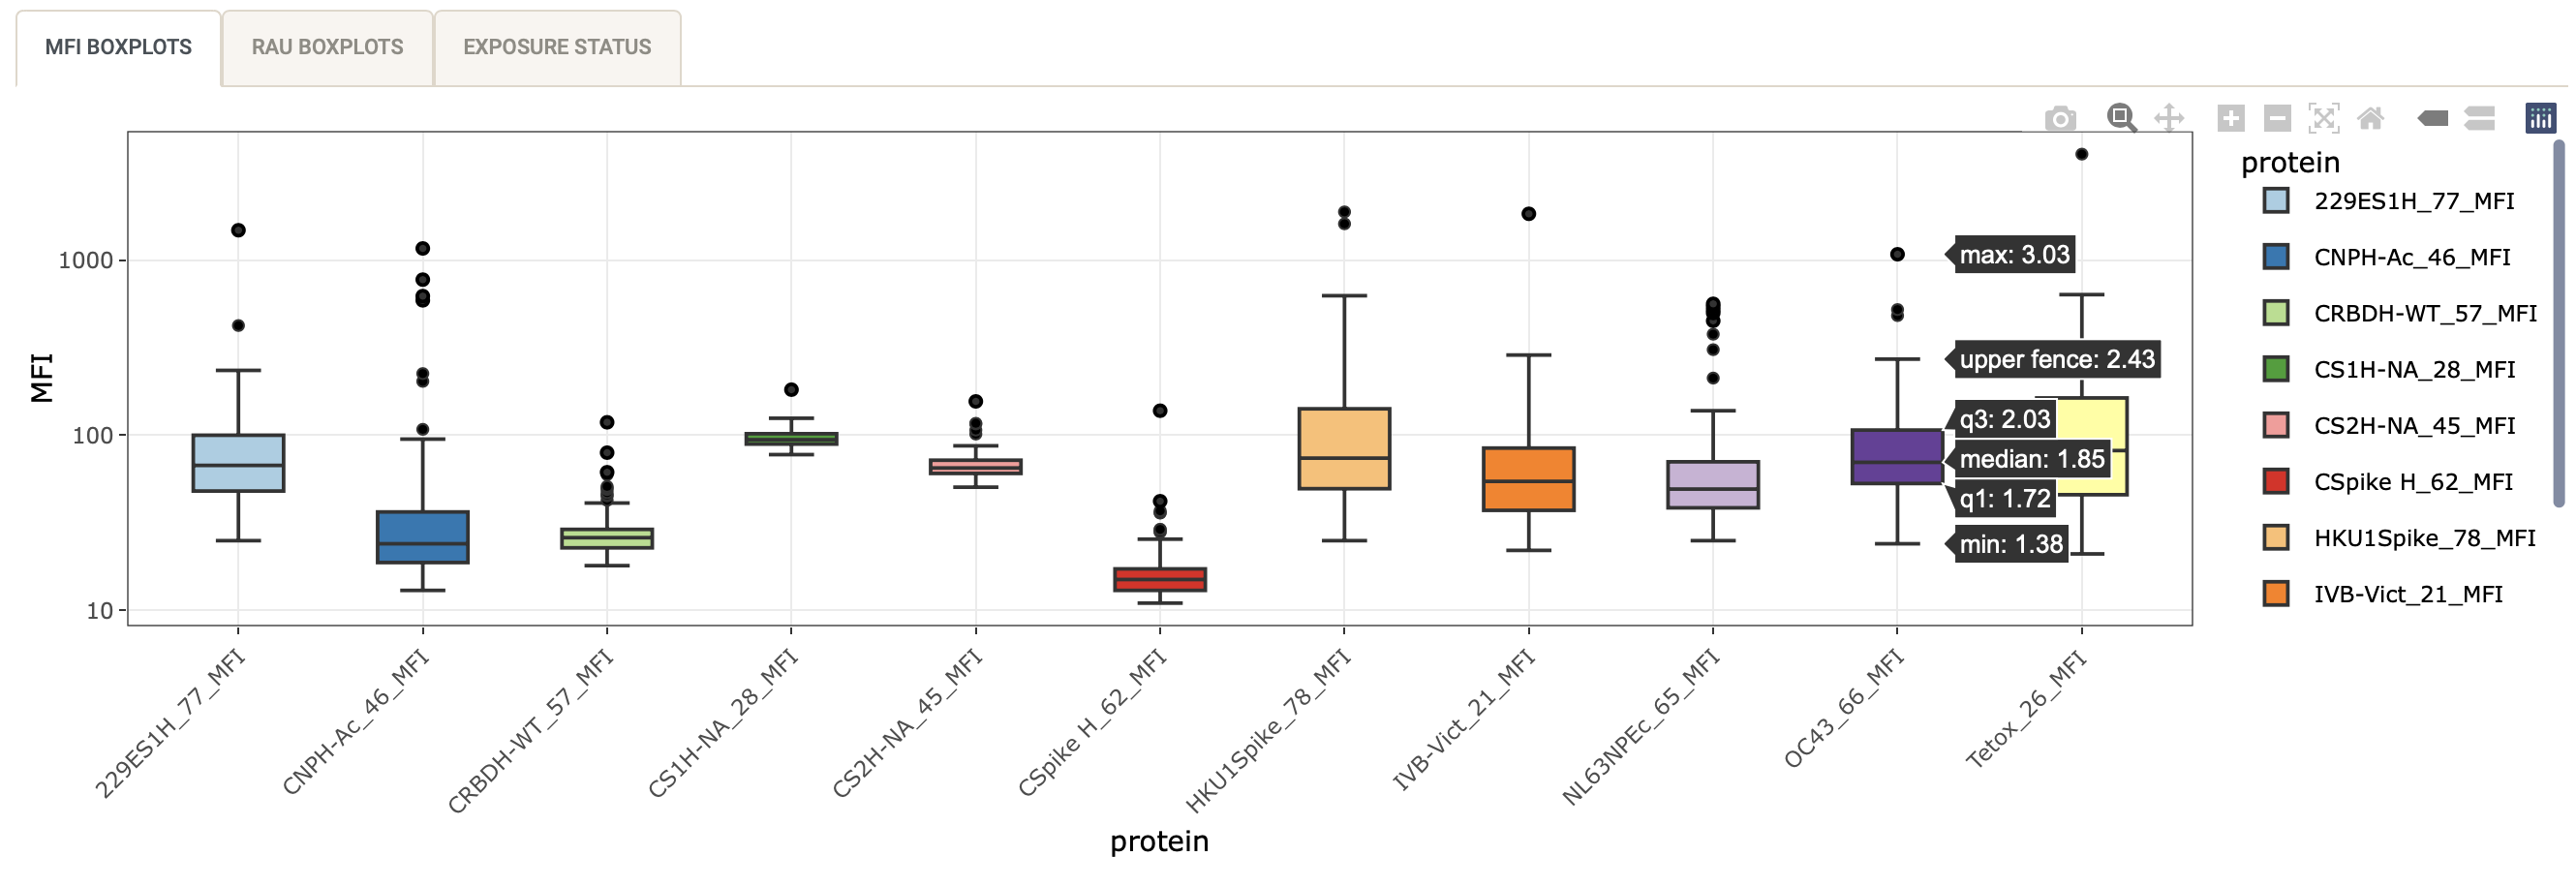 MFI BOXPLOTS
RAU BOXPLOTS
EXPOSURE STATUS
MFI
1000
100
10
max: 3.03
upper fence: 2.43
q3: 2.03
median: 1.85
q1: 1.72
min: 1.38
229ES1H_77_MFI
CNPH-Ac_46_MFI
CRBDH-WT_57_MFI
CS1H-NA_28_MFI
CS2H-NA_45_MFI
CSpike H_62_MFI
HKU1Spike_78_MFI
IVB-Vict_21_MFI
NL63NPEc_65_MFI
OC43_66_MFI
Tetox_26_MFI
protein
protein
229ES1H_77_MFI
CNPH-Ac_46_MFI
CRBDH-WT_57_MFI
CS1H-NA_28_MFI
CS2H-NA_45_MFI
CSpike H_62_MFI
HKU1Spike_78_MFI
IVB-Vict_21_MFI